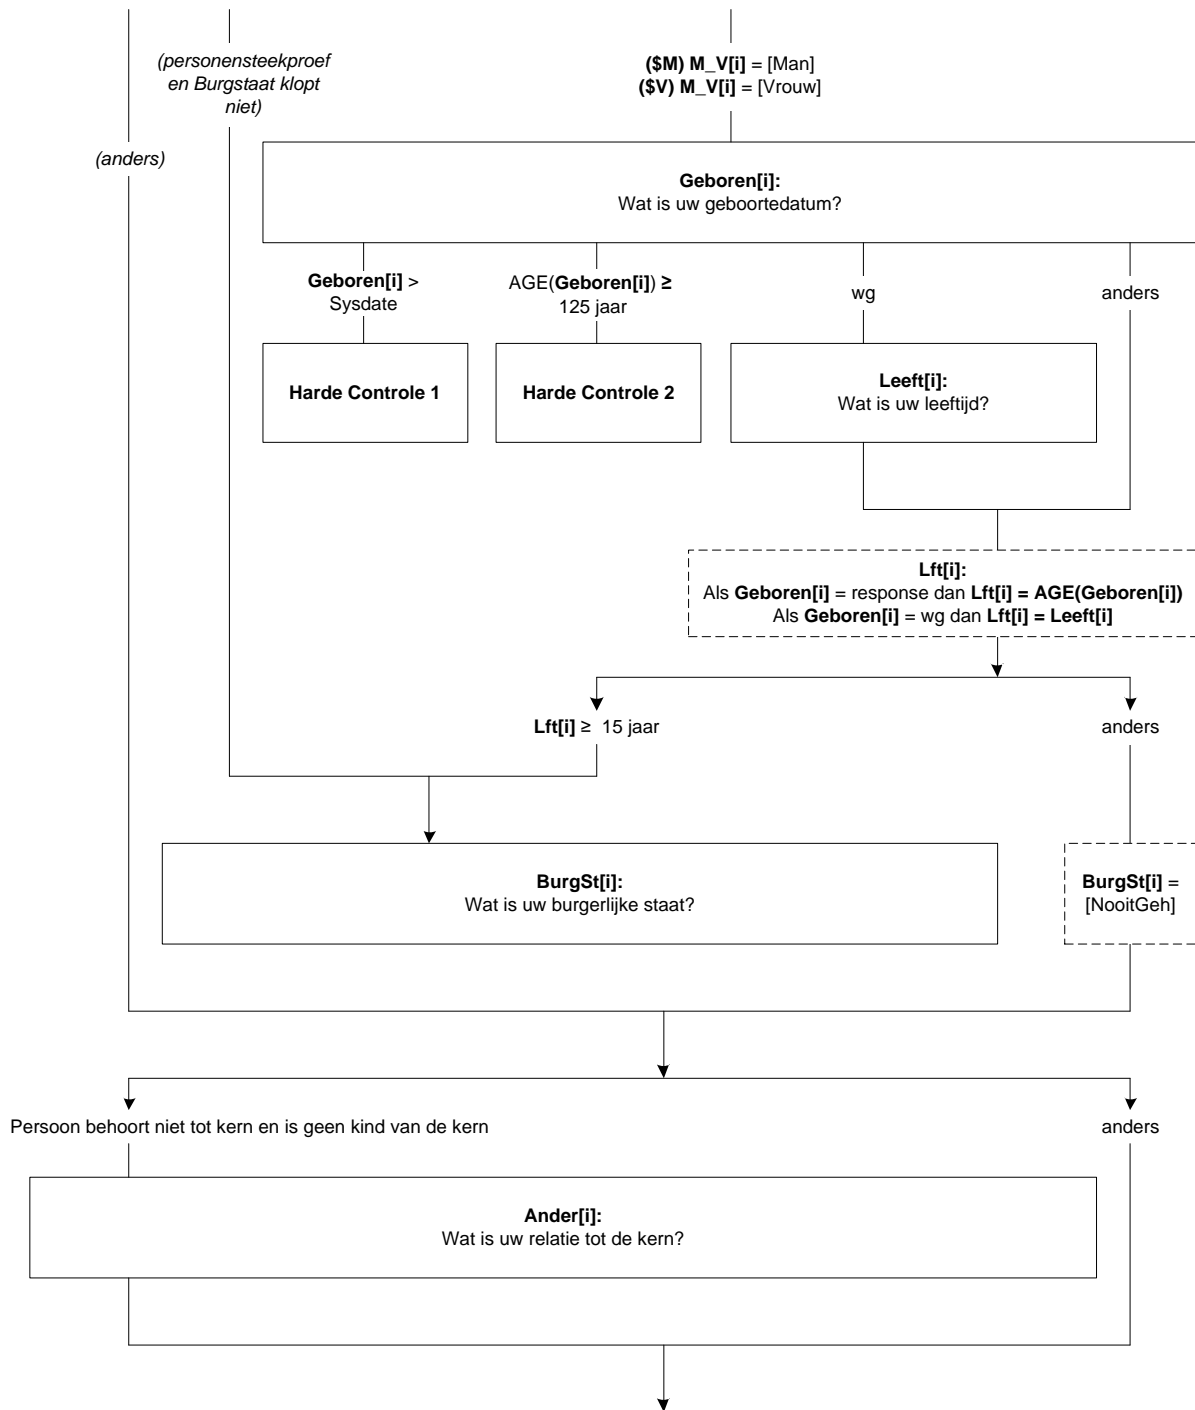 (personensteekproef
en Burgstaat klopt
niet)
($M) M_V[i] = [Man]
($V) M_V[i] = [Vrouw]
(anders)
Geboren[i]:
Wat is uw geboortedatum?
Geboren[i] >
Sysdate
AGE(Geboren[i]) ≥
125 jaar
wg
anders
Harde Controle 1
Harde Controle 2
Leeft[i]:
Wat is uw leeftijd?
Lft[i]:
Als Geboren[i] = response dan Lft[i] = AGE(Geboren[i])
Als Geboren[i] = wg dan Lft[i] = Leeft[i]
Lft[i] ≥ 15 jaar
anders
BurgSt[i]:
Wat is uw burgerlijke staat?
BurgSt[i] =
[NooitGeh]
Persoon behoort niet tot kern en is geen kind van de kern
anders
Ander[i]:
Wat is uw relatie tot de kern?